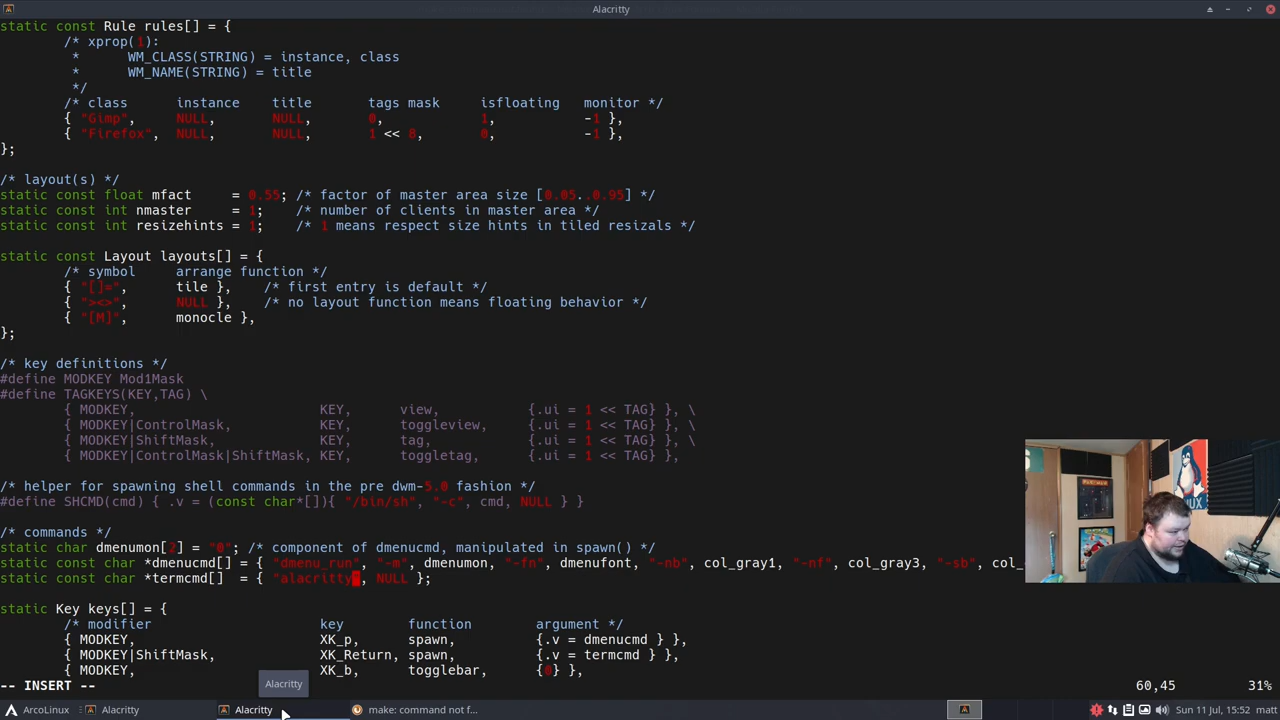 Alacritty
static const Rule rules[] = {
/* xprop(1):
* WM_CLASS(STRING) = instance, class
* WM_NAME(STRING) = title
*/
/* class instance title tags mask isfloating monitor */
{ "Gimp", NULL, NULL, 0, 1, -1 },
{ "Firefox", NULL, NULL, 1 << 8, 0, -1 },
};
/* layout(s) */
static const float mfact = 0.55; /* factor of master area size [0.05..0.95] */
static const int nmaster = 1; /* number of clients in master area */
static const int resizehints = 1; /* 1 means respect size hints in tiled resizals */
static const Layout layouts[] = {
/* symbol arrange function */
{ "[]=", tile }, /* first entry is default */
{ "><>", NULL }, /* no layout function means floating behavior */
{ "[M]", monocle },
};
/* key definitions */
#define MODKEY Mod1Mask
#define TAGKEYS(KEY,TAG) \
{ MODKEY, KEY, view, {.ui = 1 << TAG} }, \
{ MODKEY|ControlMask, KEY, toggleview, {.ui = 1 << TAG} }, \
{ MODKEY|ShiftMask, KEY, tag, {.ui = 1 << TAG} }, \
{ MODKEY|ControlMask|ShiftMask, KEY, toggletag, {.ui = 1 << TAG} },
/* helper for spawning shell commands in the pre dwm-5.0 fashion */
#define SHCMD(cmd) { .v = (const char*[]){ "/bin/sh", "-c", cmd, NULL } }
/* commands */
static char dmenumon[2] = "0"; /* component of dmenucmd, manipulated in spawn() */
static const char *dmenucmd[] = { "dmenu_run", "-m", dmenumon, "-fn", dmenufont, "-nb", col_gray1, "-nf", col_gray3, "-sb", col_
static const char *termcmd[] = { "alacritty", NULL };
static Key keys[] = {
/* modifier key function argument */
{ MODKEY, XK_p, spawn, {.v = dmenucmd } },
{ MODKEY|ShiftMask, XK_Return, spawn, {.v = termcmd } },
{ MODKEY, XK_b, togglebar, {0} },
Alacritty
-- INSERT -- 60,45 31%
ArcoLinux Alacritty Alacritty make: command not f... Sun 11 Jul, 15:52 matt